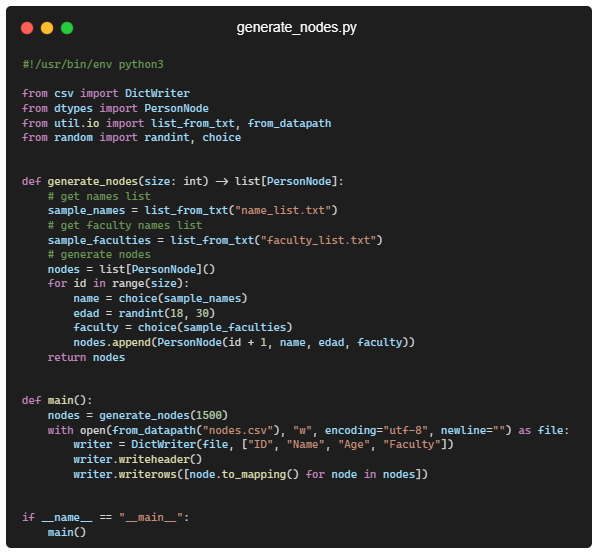 generate_nodes.py
#!/usr/bin/env python3
from csv import DictWriter
from dtypes import PersonNode
from util.io import list_from_txt, from_datapath
from random import randint, choice
def generate_nodes(size: int) -> list[PersonNode]:
    # get names list
    sample_names = list_from_txt("name_list.txt")
    # get faculty names list
    sample_faculties = list_from_txt("faculty_list.txt")
    # generate nodes
    nodes = list[PersonNode]()
    for id in range(size):
        name = choice(sample_names)
        edad = randint(18, 30)
        faculty = choice(sample_faculties)
        nodes.append(PersonNode(id + 1, name, edad, faculty))
    return nodes
def main():
    nodes = generate_nodes(1500)
    with open(from_datapath("nodes.csv"), "w", encoding="utf-8", newline="") as file:
        writer = DictWriter(file, ["ID", "Name", "Age", "Faculty"])
        writer.writeheader()
        writer.writerows([node.to_mapping() for node in nodes])
if __name__ == "__main__":
    main()